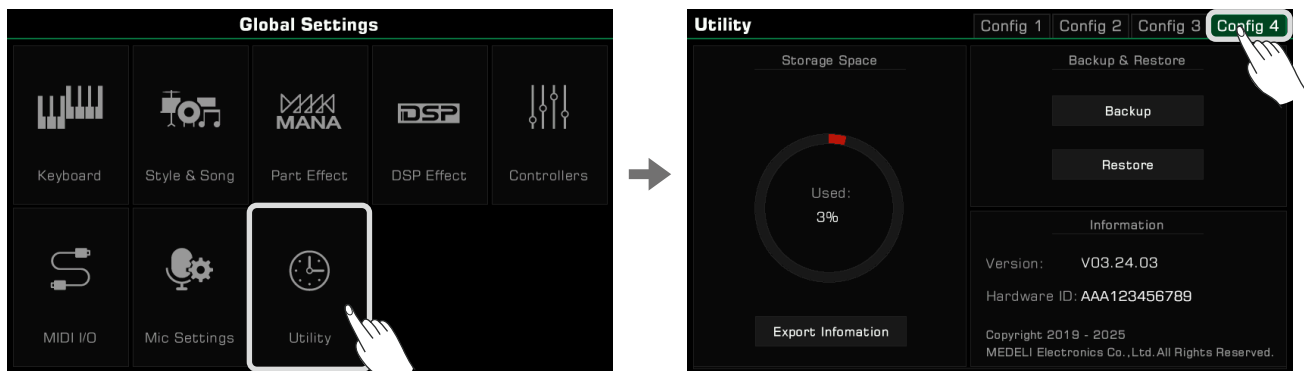 Global Settings
Keyboard
Style & Song
MANA
Part Effect
DSP
DSP Effect
Controllers
MIDI I/O
Mic Settings
Utility
Utility
Config 1
Config 2
Config 3
Config 4
Storage Space
Used:
3%
Export Infomation
Backup & Restore
Backup
Restore
Information
Version: V03.24.03
Hardware ID: AAA123456789
Copyright 2019 - 2025
MEDELI Electronics Co.,Ltd.All Rights Reserved.